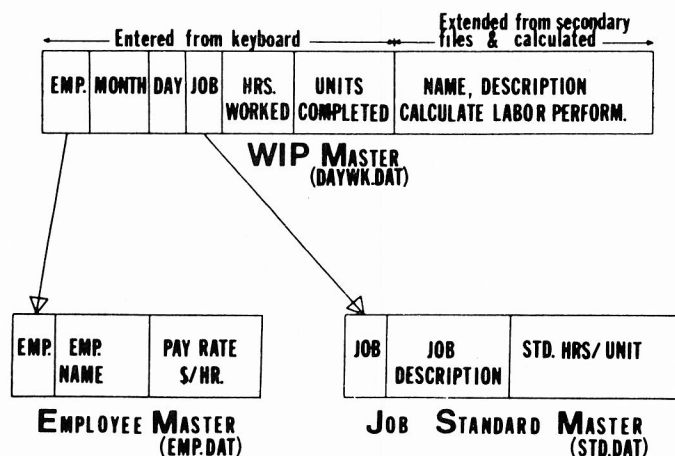 Entered from keyboard
Extended from secondary
files & calculated
EMP. MONTH DAY JOB HRS. WORKED UNITS COMPLETED NAME, DESCRIPTION CALCULATE LABOR PERFORM.
WIP MASTER
(DAYWK.DAT)
EMP. EMP. NAME PAY RATE $/HR.
JOB JOB DESCRIPTION STD. HRS/UNIT
EMPLOYEE MASTER
(EMP.DAT)
JOB STANDARD MASTER
(STD.DAT)